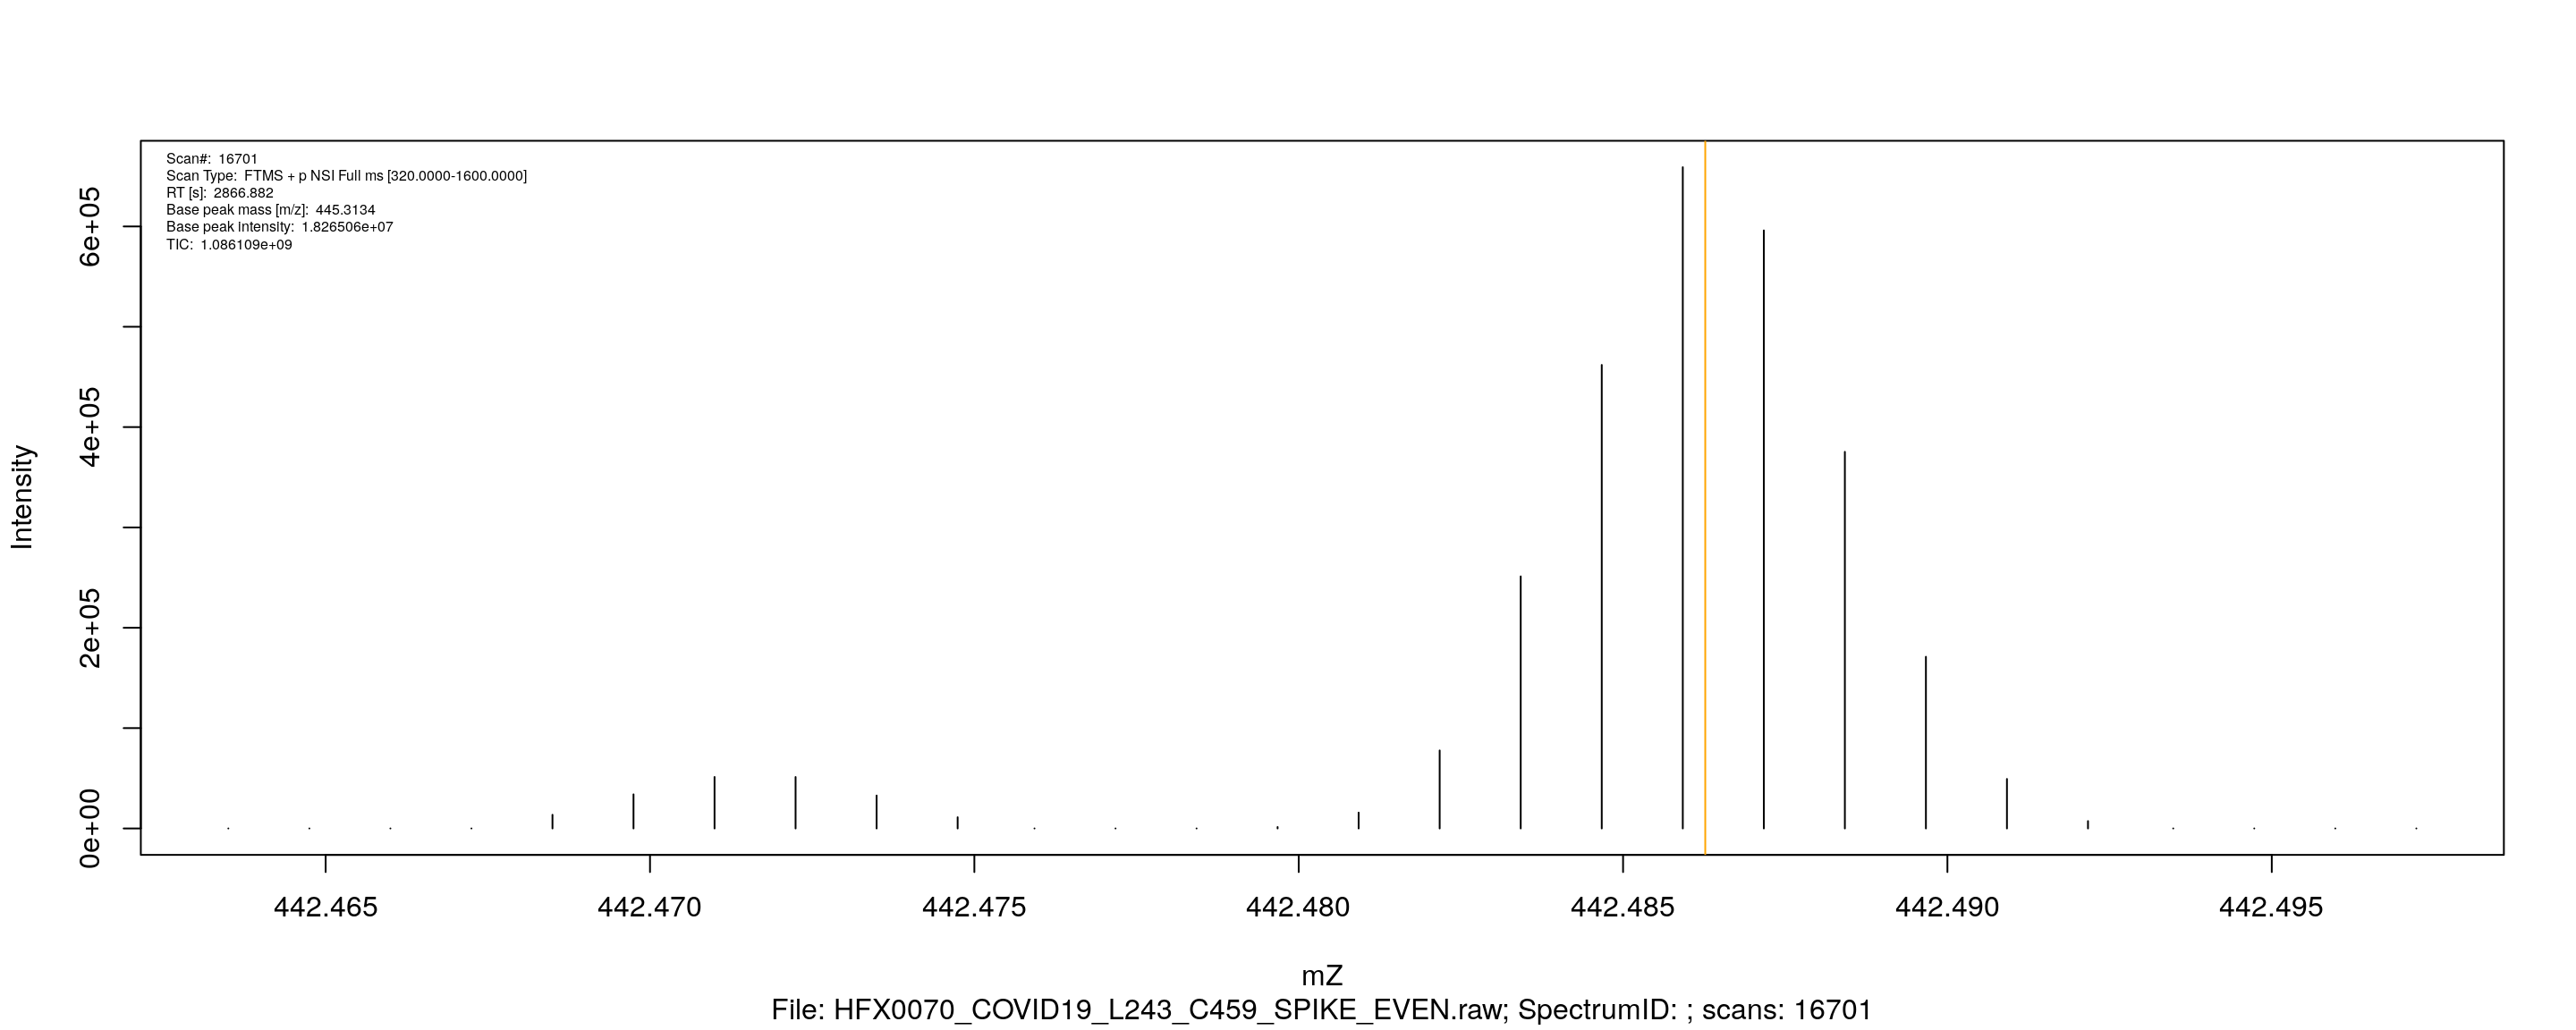 Scan#: 16701
Scan Type: FTMS + p NSI Full ms [320.0000-1600.0000]
RT [s]: 2866.882
Base peak mass [m/z]: 445.3134
Base peak intensity: 1.826506e+07
TIC: 1.086109e+09
Intensity
6e+05
4e+05
2e+05
0e+00
442.465 442.470 442.475 442.480 442.485 442.490 442.495
mZ
File: HFX0070_COVID19_L243_C459_SPIKE_EVEN.raw; SpectrumID: ; scans: 16701